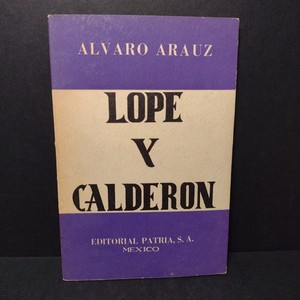 ALVARO ARAUZ
LOPE
Y
CALDERON
EDITORIAL PATRIA, S. A.
MEXICO